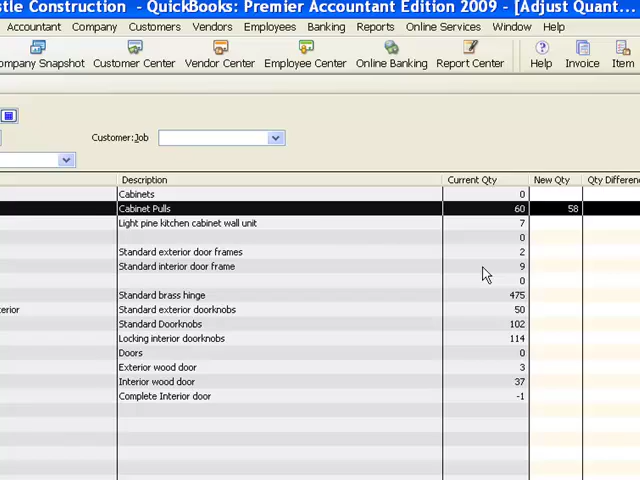 stle Construction - QuickBooks: Premier Accountant Edition 2009 - [Adjust Quant...
Accountant Company Customers Vendors Employees Banking Reports Online Services Window Help
ompany Snapshot Customer Center Vendor Center Employee Center Online Banking Report Center Help Invoice Item
Customer:Job
Description Current Qty New Qty Qty Differen
Cabinets 0
Cabinet Pulls 60 58
Light pine kitchen cabinet wall unit 7
0
Standard exterior door frames 2
Standard interior door frame 9
0
Standard brass hinge 475
terior Standard exterior doorknobs 50
Standard Doorknobs 102
Locking interior doorknobs 114
Doors 0
Exterior wood door 3
Interior wood door 37
Complete Interior door -1